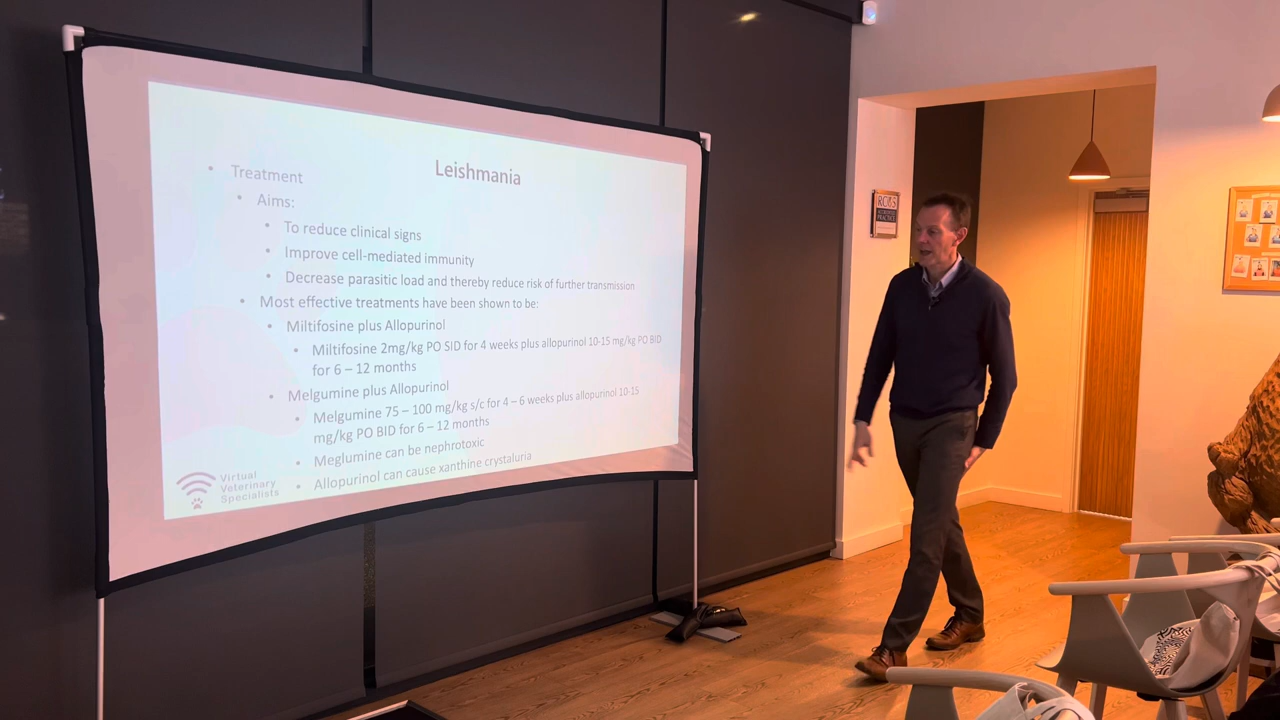 Leishmania
• Treatment
• Aims:
• To reduce clinical signs
• Improve cell-mediated immunity
• Decrease parasitic load and thereby reduce risk of further transmission
• Most effective treatments have been shown to be:
• Miltifosine plus Allopurinol
• Miltifosine 2mg/kg PO SID for 4 weeks plus allopurinol 10-15 mg/kg PO BID
for 6 – 12 months
• Melgumine plus Allopurinol
• Melgumine 75 – 100 mg/kg s/c for 4 – 6 weeks plus allopurinol 10-15
mg/kg PO BID for 6 – 12 months
• Meglumine can be nephrotoxic
• Allopurinol can cause xanthine crystaluria
Virtual
Veterinary
Specialists
RCVS
ACCREDITED
PRACTICE